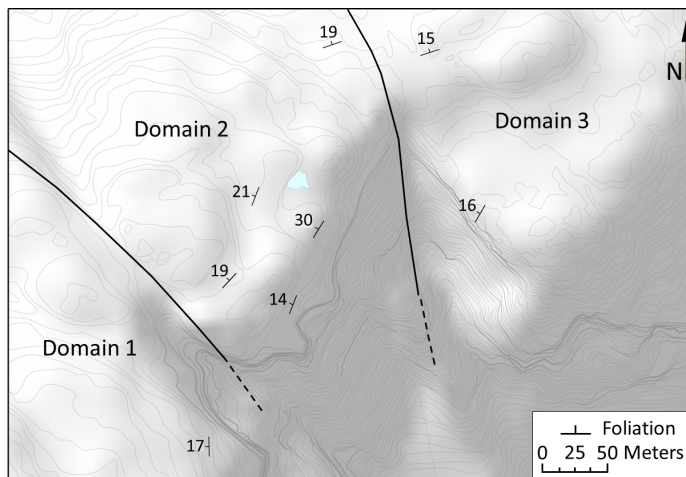 19
15
N
Domain 2
Domain 3
21
16
30
19
14
Domain 1
17
Foliation
0 25 50 Meters